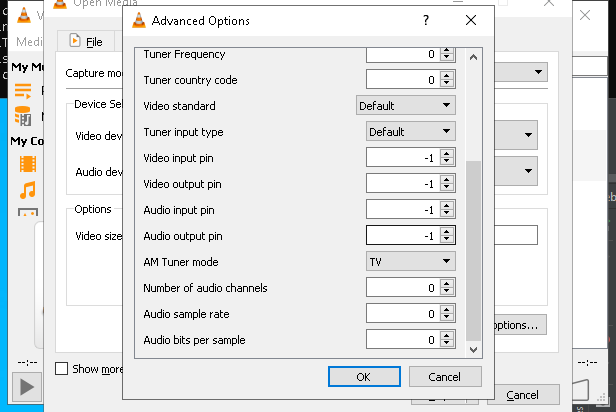 Open Media
Advanced Options
?
Medi
File
Tuner Frequency 0
Tuner country code 0
Video standard Default
Tuner input type Default
Video input pin -1
Video output pin -1
Audio input pin -1
Audio output pin -1
AM Tuner mode TV
Number of audio channels 0
Audio sample rate 0
Audio bits per sample 0
OK
Cancel
My Mu
Capture mo
Device Se
My Co
Video dev
Audio dev
Options
Video size
options...
Show more
--:--
--:--
Cancel